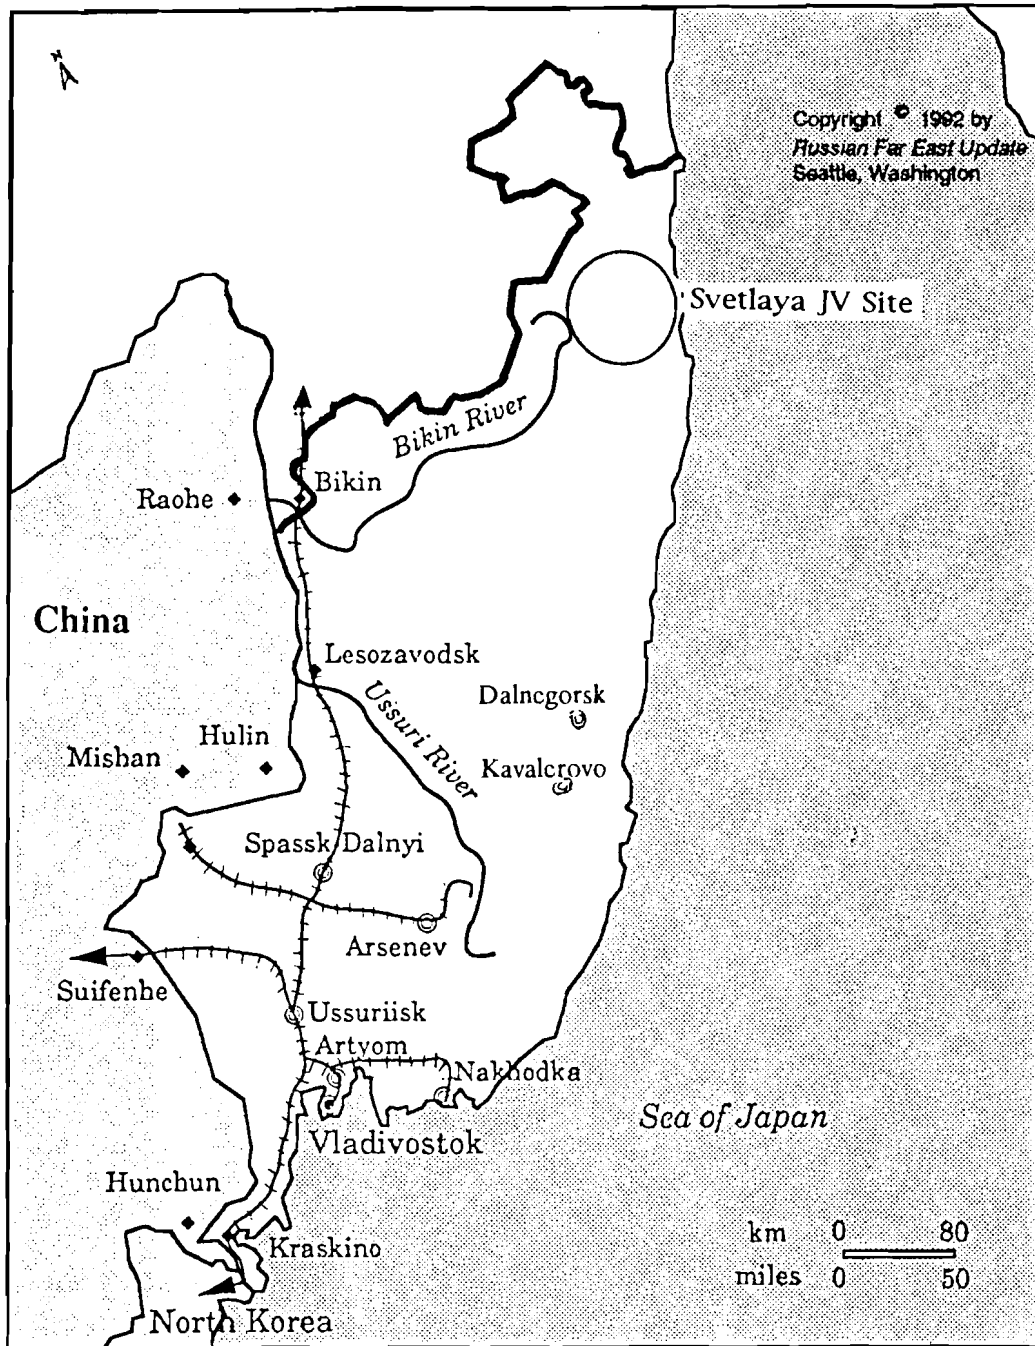 N
Copyright © 1992 by
Russian Far East Update
Seattle, Washington
Svetlaya JV Site
Bikin River
Raohe
Bikin
China
Lesozavodsk
Ussuri River
Dalncgorsk
Hulin
Mishan
Kavalcrovo
Spassk Dalnyi
Arsenev
Suifenhe
Ussuriisk
Artyom
Nakhodka
Sea of Japan
Vladivostok
Hunchun
km 0 80
Kraskino
miles 0 50
North Korea